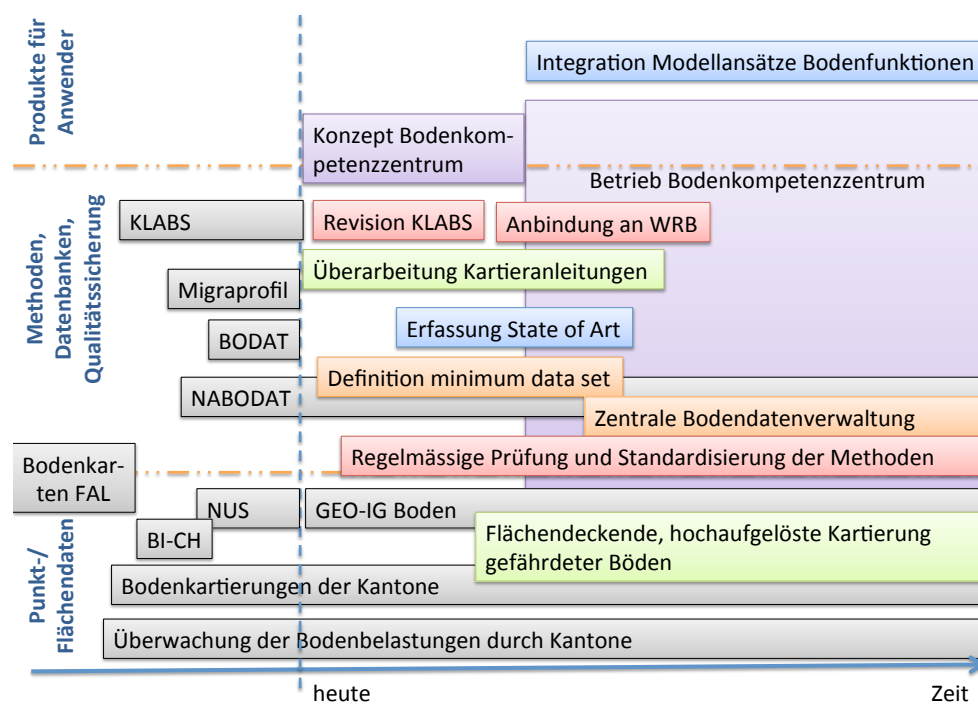 Produkte für
Anwender
Integration Modellansätze Bodenfunktionen
Konzept Bodenkom-
petenzzentrum
Betrieb Bodenkompetenzzentrum
Methoden,
Datenbanken,
Qualitätssicherung
KLABS
Revision KLABS
Anbindung an WRB
Überarbeitung Kartieranleitungen
Migraprofil
Erfassung State of Art
BODAT
Definition minimum data set
NABODAT
Zentrale Bodendatenverwaltung
Regelmässige Prüfung und Standardisierung der Methoden
Bodenkar-
ten FAL
Punkt-/
Flächendaten
NUS
GEO-IG Boden
BI-CH
Flächendeckende, hochaufgelöste Kartierung
gefährdeter Böden
Bodenkartierungen der Kantone
Überwachung der Bodenbelastungen durch Kantone
heute
Zeit